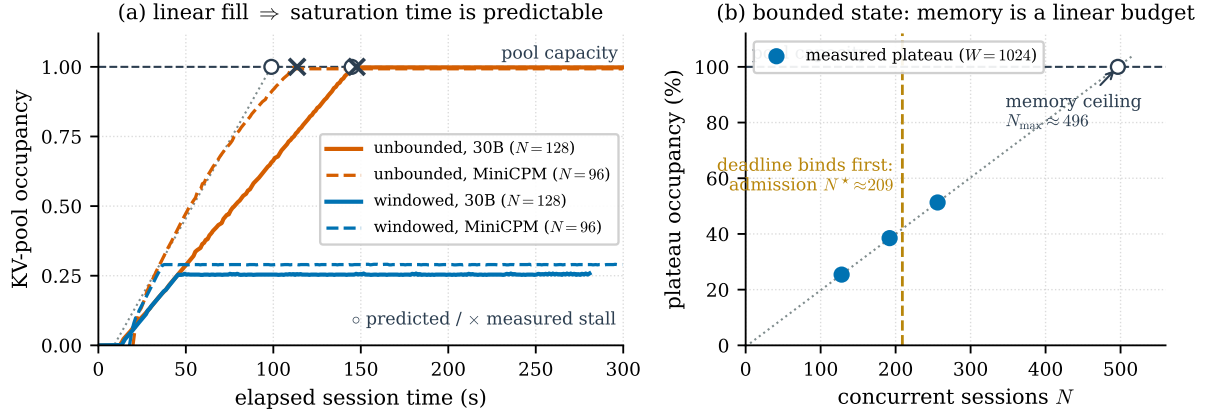 (a) linear fill ⇒ saturation time is predictable
KV-pool occupancy
1.00
0.75
0.50
0.25
0.00
pool capacity
unbounded, 30B (N=128)
unbounded, MiniCPM (N=96)
windowed, 30B (N=128)
windowed, MiniCPM (N=96)
○ predicted / × measured stall
0 50 100 150 200 250 300
elapsed session time (s)
(b) bounded state: memory is a linear budget
plateau occupancy (%)
100
80
60
40
20
0
measured plateau (W=1024)
memory ceiling
N_max≈496
deadline binds first:
admission N⋆≈209
0 100 200 300 400 500
concurrent sessions N